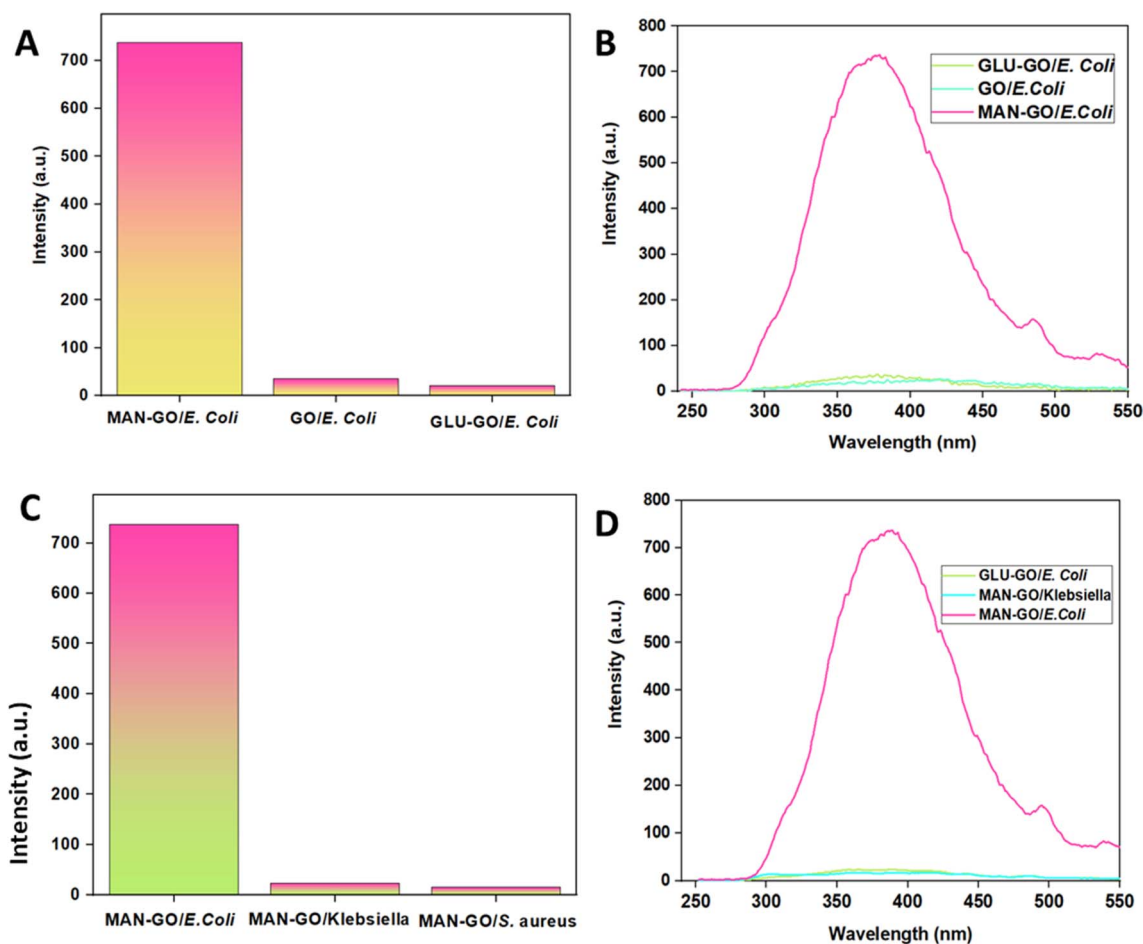 A
Intensity (a.u.)
700
600
500
400
300
200
100
0
MAN-GO/E. Coli
GO/E. Coli
GLU-GO/E. Coli
B
Intensity (a.u.)
800
700
600
500
400
300
200
100
0
250 300 350 400 450 500 550
Wavelength (nm)
GLU-GO/E. Coli
GO/E.Coli
MAN-GO/E.Coli
C
Intensity (a.u.)
700
600
500
400
300
200
100
0
MAN-GO/E.Coli
MAN-GO/Klebsiella
MAN-GO/S. aureus
D
Intensity (a.u.)
800
700
600
500
400
300
200
100
0
250 300 350 400 450 500 550
Wavelength (nm)
GLU-GO/E. Coli
MAN-GO/Klebsiella
MAN-GO/E.Coli